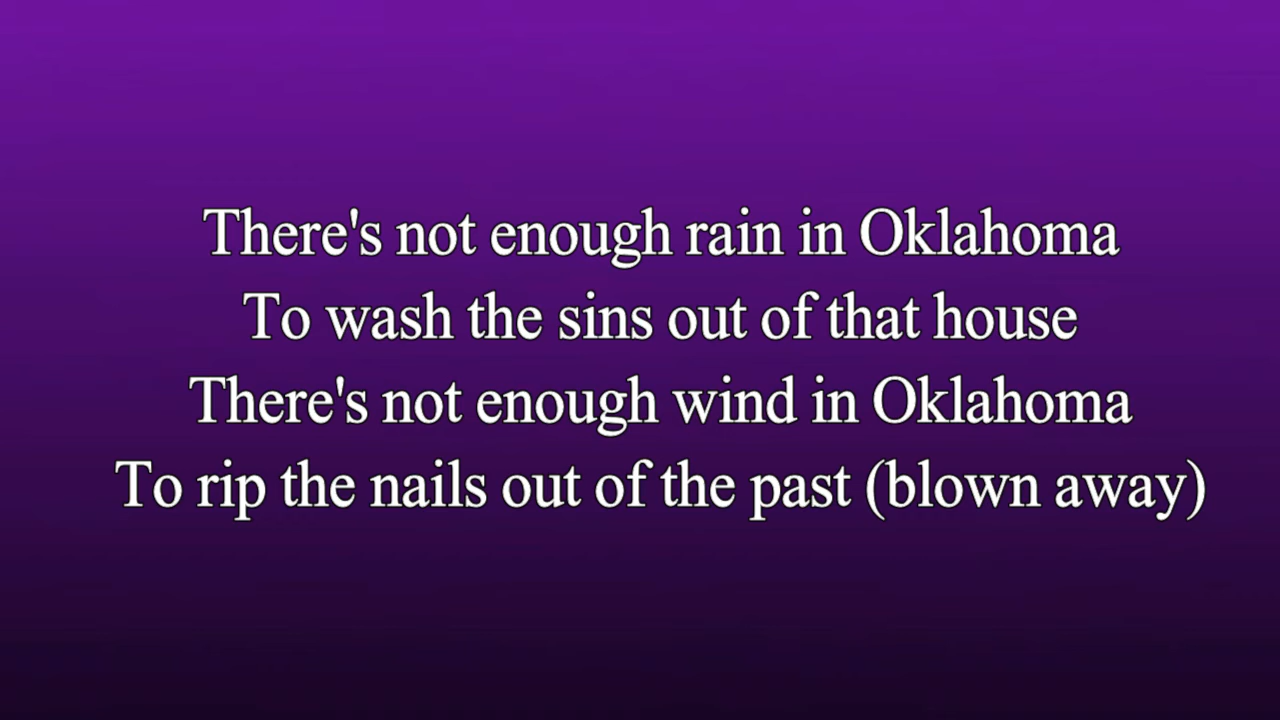 There's not enough rain in Oklahoma
To wash the sins out of that house
There's not enough wind in Oklahoma
To rip the nails out of the past (blown away)